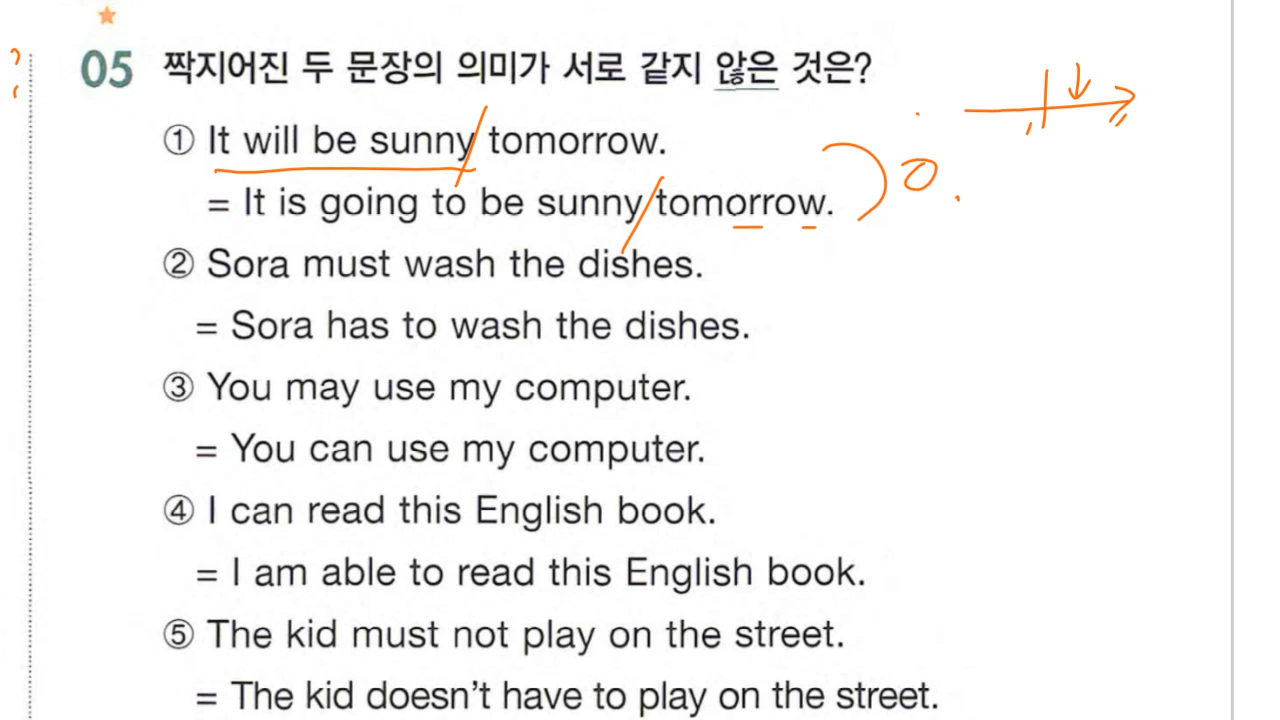 05 짝지어진 두 문장의 의미가 서로 같지 않은 것은?
① It will be sunny tomorrow.
= It is going to be sunny tomorrow.
② Sora must wash the dishes.
= Sora has to wash the dishes.
③ You may use my computer.
= You can use my computer.
④ I can read this English book.
= I am able to read this English book.
⑤ The kid must not play on the street.
= The kid doesn't have to play on the street.